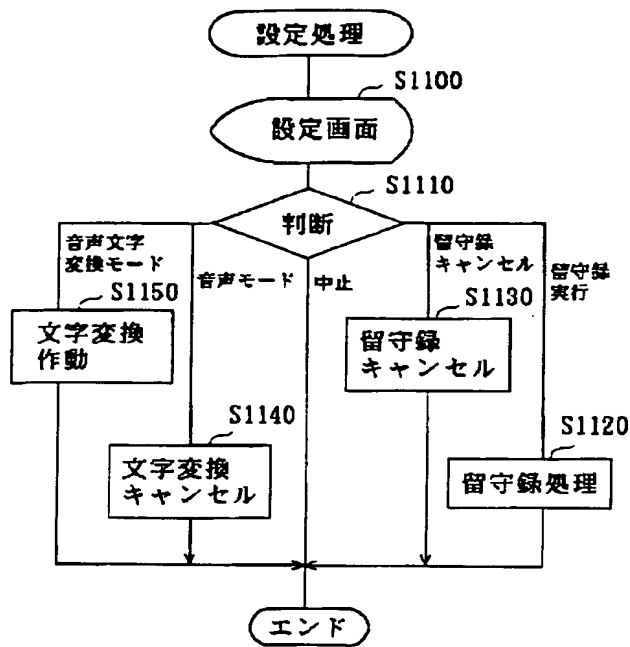 設定処理
S1100
設定画面
S1110
判断
音声文字
変換モード
音声モード
中止
留守録
キャンセル
留守録
実行
S1150
文字変換
作動
S1130
留守録
キャンセル
S1140
文字変換
キャンセル
S1120
留守録処理
エンド